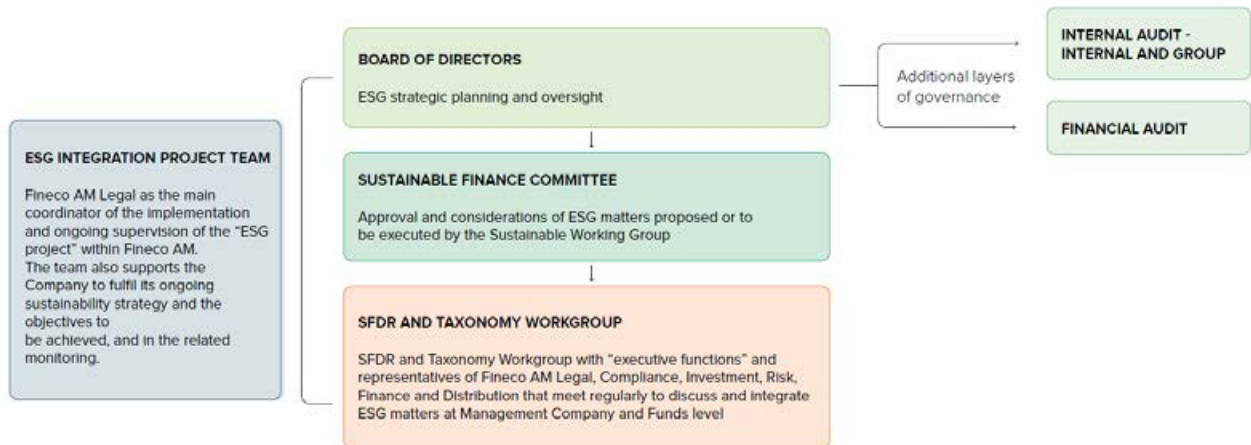 ESG INTEGRATION PROJECT TEAM
Fineco AM Legal as the main
coordinator of the implementation
and ongoing supervision of the “ESG
project” within Fineco AM.
The team also supports the
Company to fulfil its ongoing
sustainability strategy and the
objectives to
be achieved, and in the related
monitoring.
BOARD OF DIRECTORS
ESG strategic planning and oversight
SUSTAINABLE FINANCE COMMITTEE
Approval and considerations of ESG matters proposed or to
be executed by the Sustainable Working Group
SFDR AND TAXONOMY WORKGROUP
SFDR and Taxonomy Workgroup with “executive functions” and
representatives of Fineco AM Legal, Compliance, Investment, Risk,
Finance and Distribution that meet regularly to discuss and integrate
ESG matters at Management Company and Funds level
Additional layers
of governance
INTERNAL AUDIT -
INTERNAL AND GROUP
FINANCIAL AUDIT